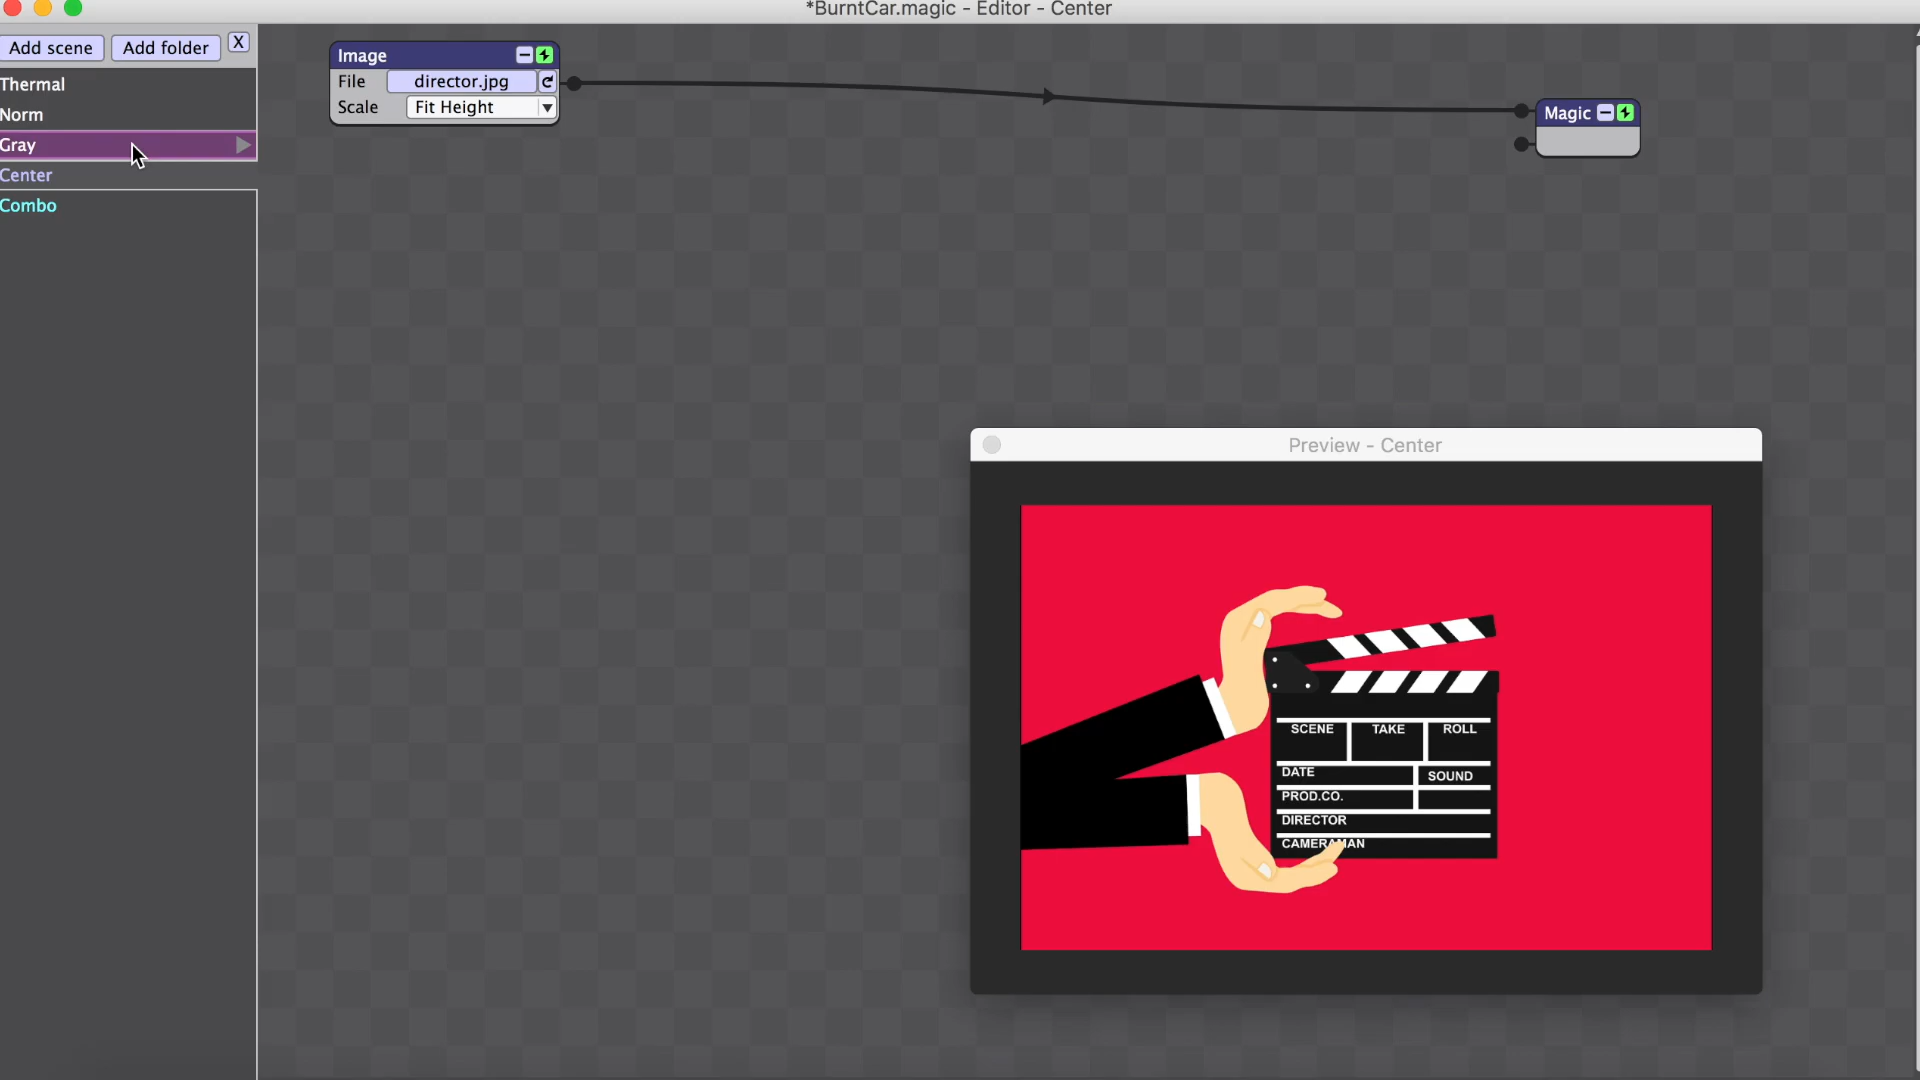 *BurntCar.magic - Editor - Center
Add scene Add folder X
Thermal
Norm
Gray
Center
Combo
Image
File director.jpg
Scale Fit Height
Magic
Preview - Center
SCENE TAKE ROLL
DATE SOUND
PROD.CO.
DIRECTOR
CAMERAMAN